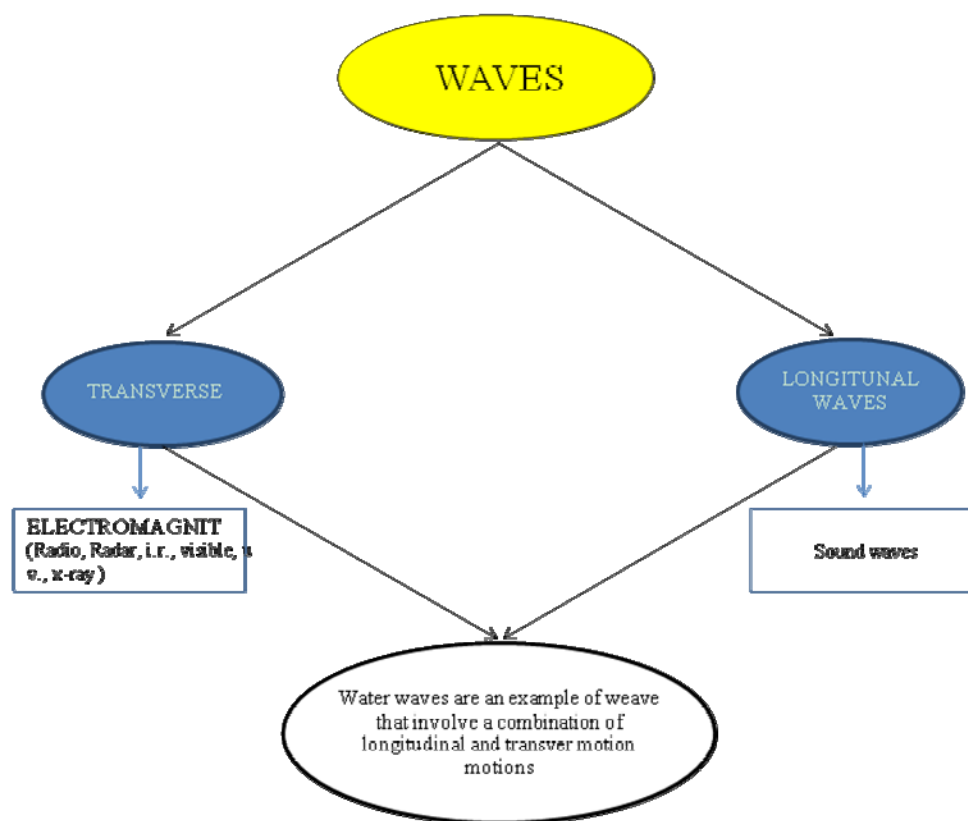 WAVES
TRANSVERSE
LONGITUNAL
WAVES
ELECTROMAGNIT
(Radio, Radar, i.r., visible, u
v., x-ray )
Sound waves
Water waves are an example of weave
that involve a combination of
longitudinal and transver motion
motions